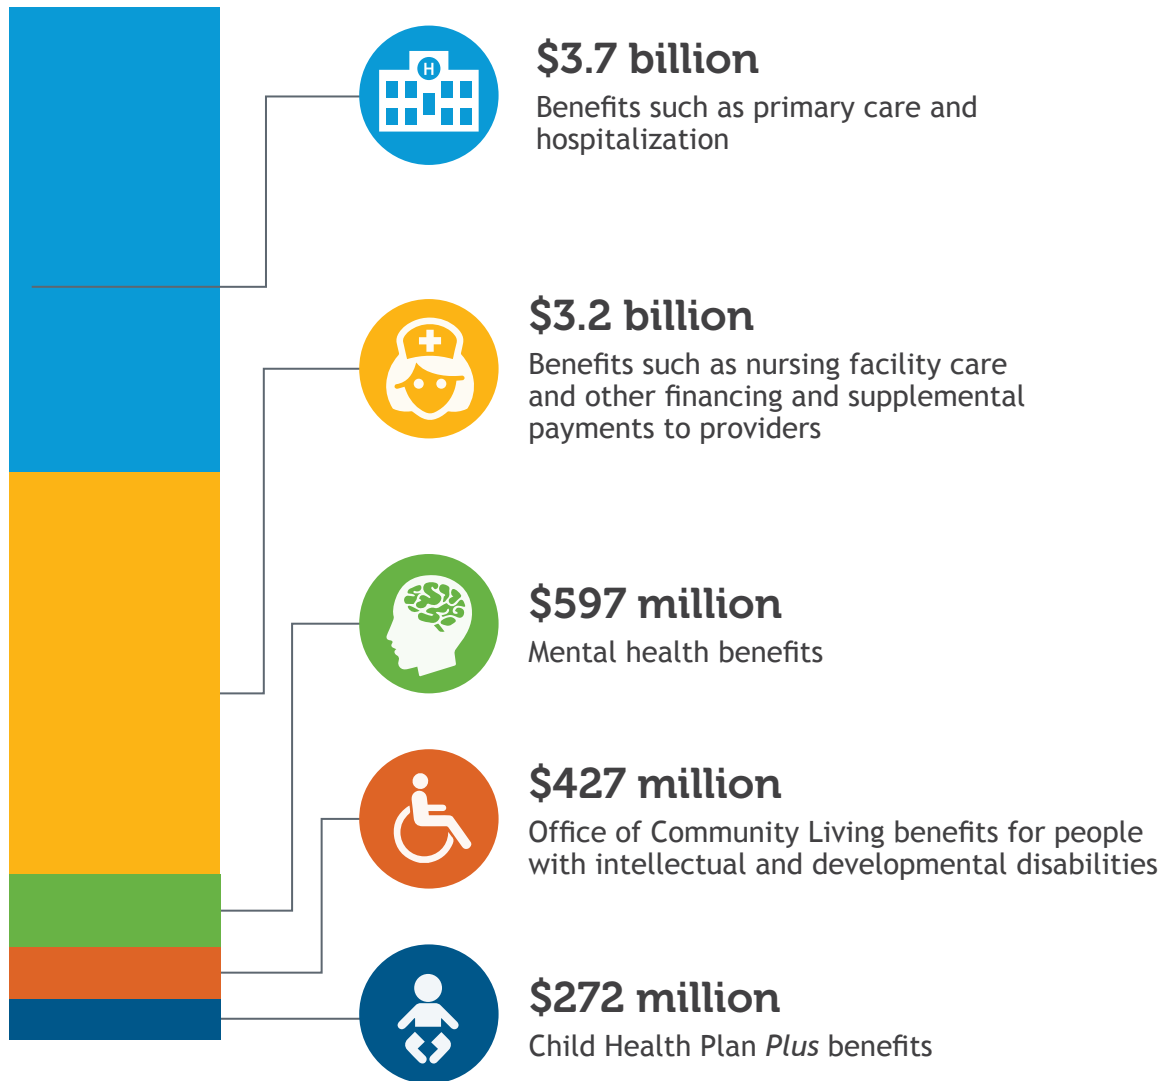 H
$3.7 billion
Benefits such as primary care and
hospitalization
$3.2 billion
Benefits such as nursing facility care
and other financing and supplemental
payments to providers
$597 million
Mental health benefits
$427 million
Office of Community Living benefits for people
with intellectual and developmental disabilities
$272 million
Child Health Plan Plus benefits